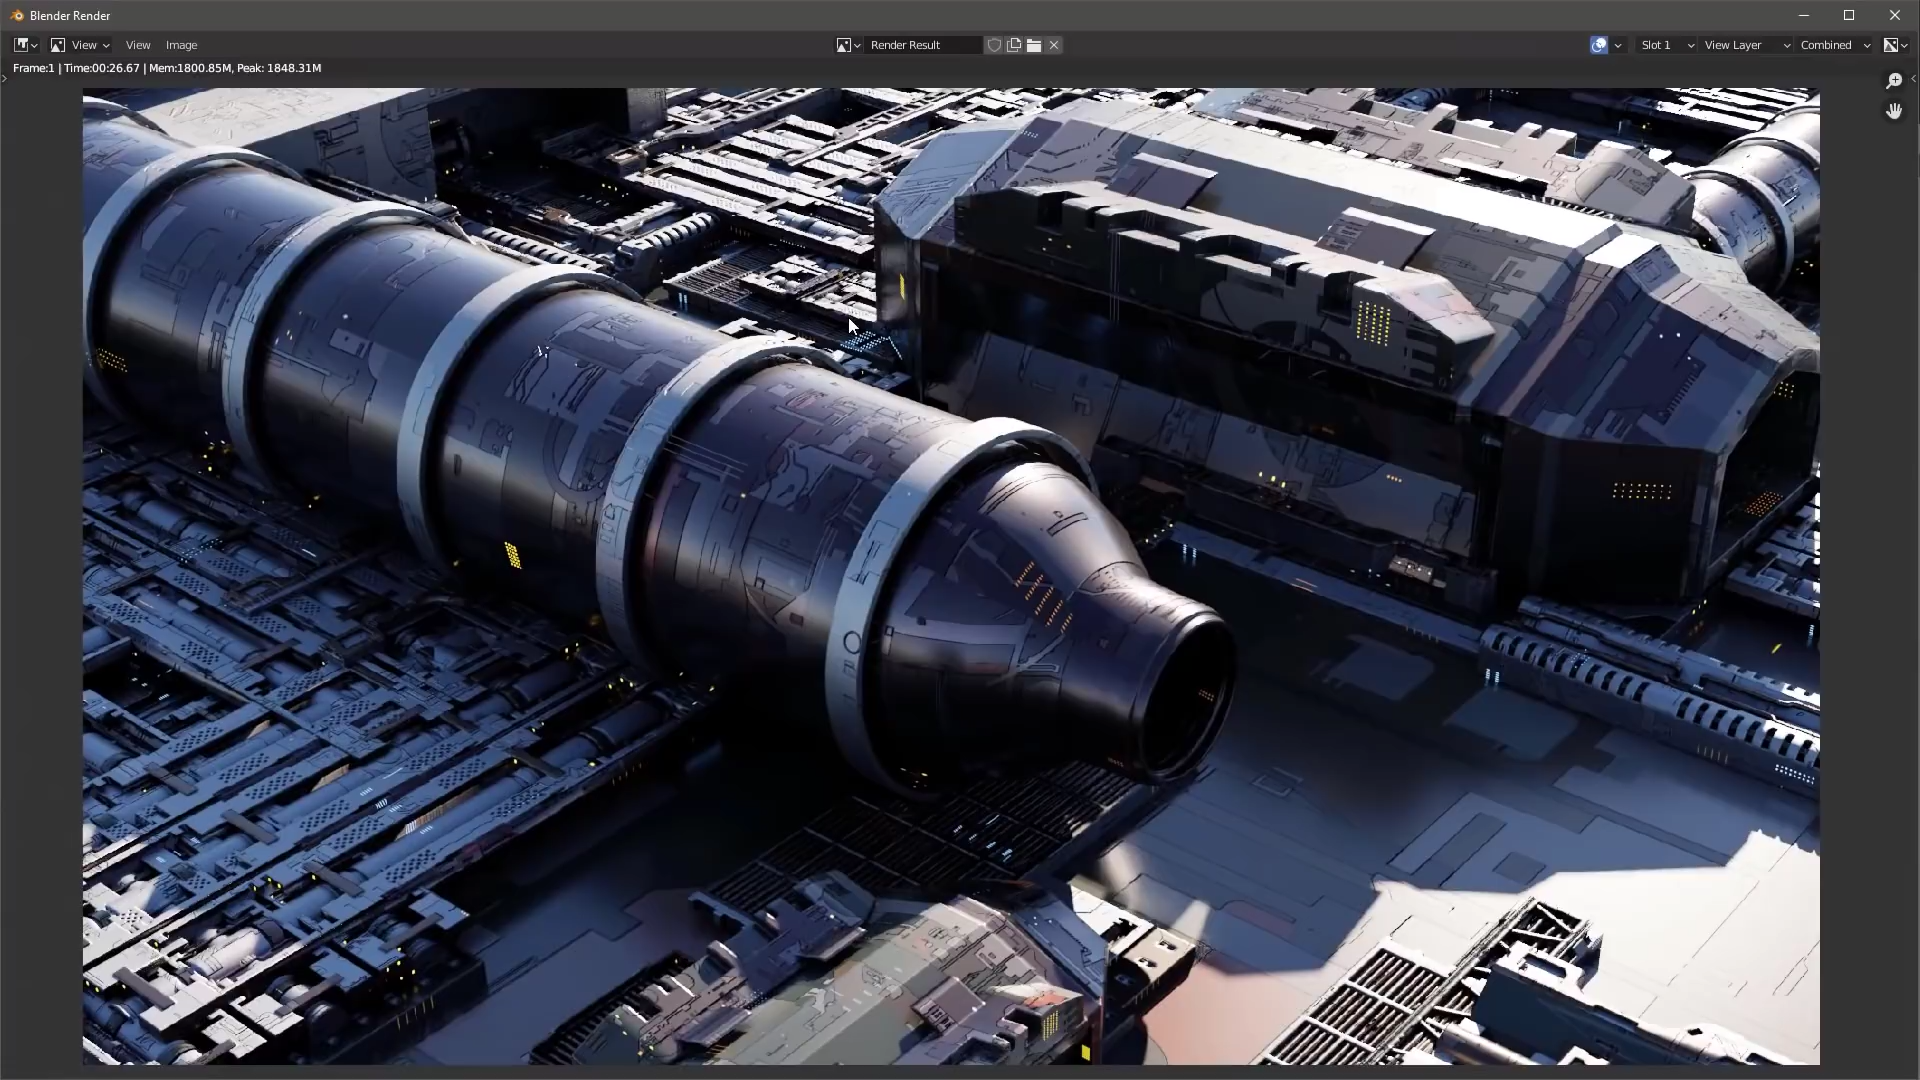 Blender Render
View View Image Render Result Slot 1 View Layer Combined
Frame:1 | Time:00:26.67 | Mem:1800.85M, Peak: 1848.31M